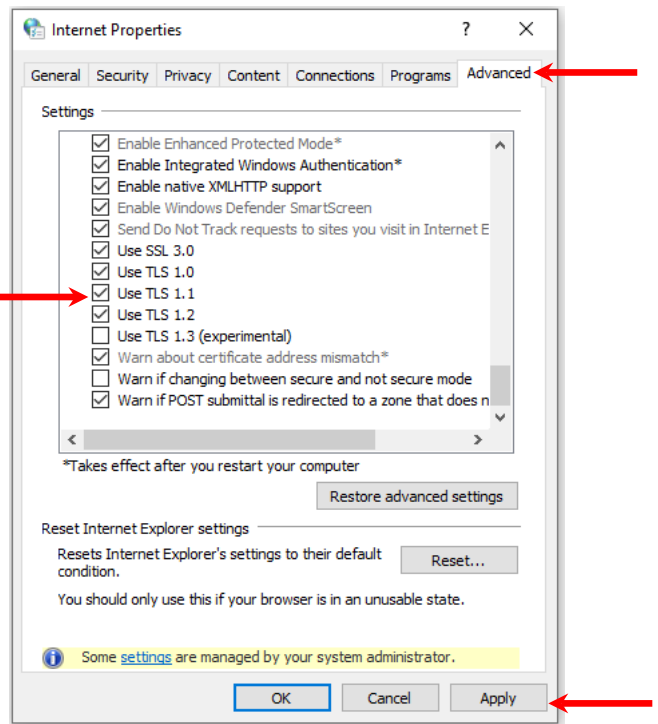 Internet Properties
?
General Security Privacy Content Connections Programs Advanced
Settings
Enable Enhanced Protected Mode*
Enable Integrated Windows Authentication*
Enable native XMLHTTP support
Enable Windows Defender SmartScreen
Send Do Not Track requests to sites you visit in Internet E
Use SSL 3.0
Use TLS 1.0
Use TLS 1.1
Use TLS 1.2
Use TLS 1.3 (experimental)
Warn about certificate address mismatch*
Warn if changing between secure and not secure mode
Warn if POST submittal is redirected to a zone that does n
*Takes effect after you restart your computer
Restore advanced settings
Reset Internet Explorer settings
Resets Internet Explorer's settings to their default
condition.
Reset...
You should only use this if your browser is in an unusable state.
Some settings are managed by your system administrator.
OK Cancel Apply